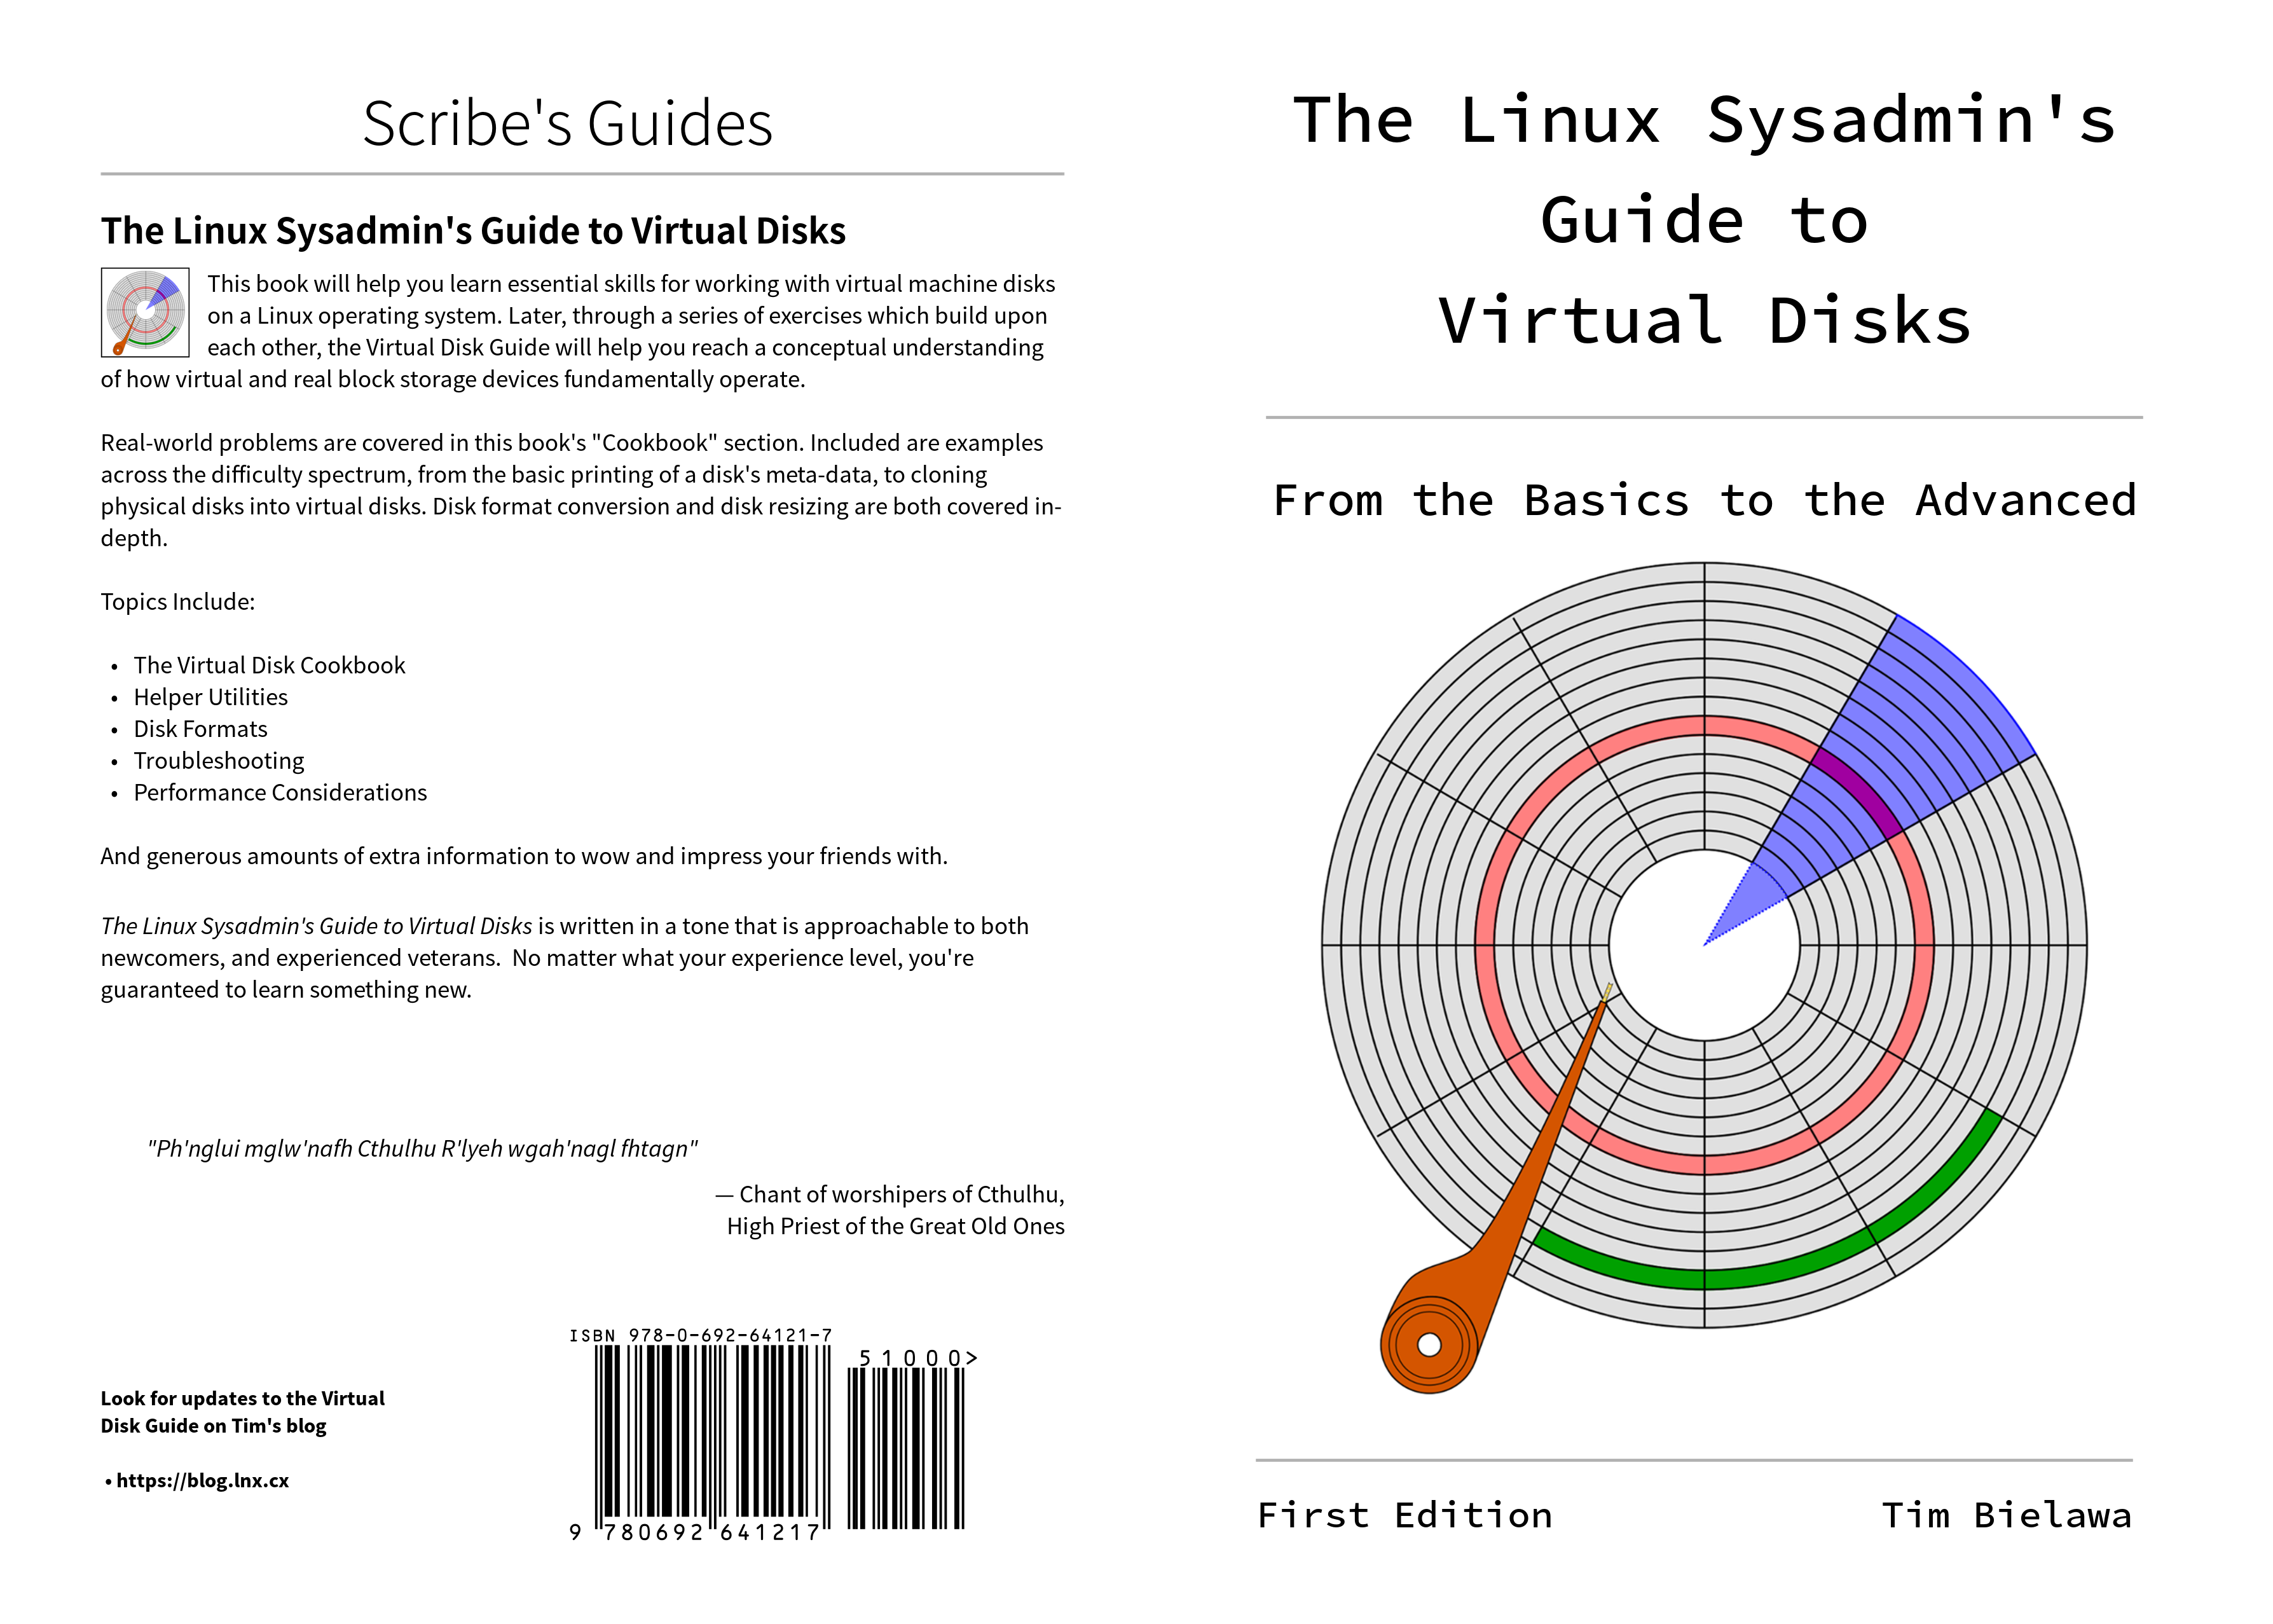 Scribe's Guides
The Linux Sysadmin's Guide to Virtual Disks
This book will help you learn essential skills for working with virtual machine disks
on a Linux operating system. Later, through a series of exercises which build upon
each other, the Virtual Disk Guide will help you reach a conceptual understanding
of how virtual and real block storage devices fundamentally operate.
Real-world problems are covered in this book's "Cookbook" section. Included are examples
across the difficulty spectrum, from the basic printing of a disk's meta-data, to cloning
physical disks into virtual disks. Disk format conversion and disk resizing are both covered in-
depth.
Topics Include:
• The Virtual Disk Cookbook
• Helper Utilities
• Disk Formats
• Troubleshooting
• Performance Considerations
And generous amounts of extra information to wow and impress your friends with.
The Linux Sysadmin's Guide to Virtual Disks is written in a tone that is approachable to both
newcomers, and experienced veterans.  No matter what your experience level, you're
guaranteed to learn something new.
"Ph'nglui mglw'nafh Cthulhu R'lyeh wgah'nagl fhtagn"
— Chant of worshipers of Cthulhu,
High Priest of the Great Old Ones
Look for updates to the Virtual
Disk Guide on Tim's blog
• https://blog.lnx.cx
ISBN 978-0-692-64121-7
51000>
9 780692 641217
The Linux Sysadmin's
Guide to
Virtual Disks
From the Basics to the Advanced
First Edition
Tim Bielawa